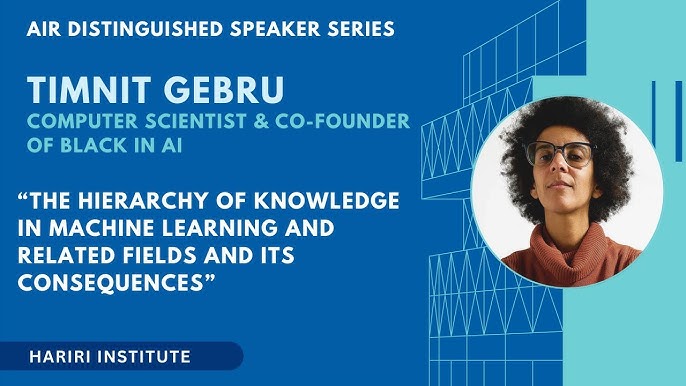 AIR DISTINGUISHED SPEAKER SERIES
TIMNIT GEBRU
COMPUTER SCIENTIST & CO-FOUNDER
OF BLACK IN AI
“THE HIERARCHY OF KNOWLEDGE
IN MACHINE LEARNING AND
RELATED FIELDS AND ITS
CONSEQUENCES”
HARIRI INSTITUTE